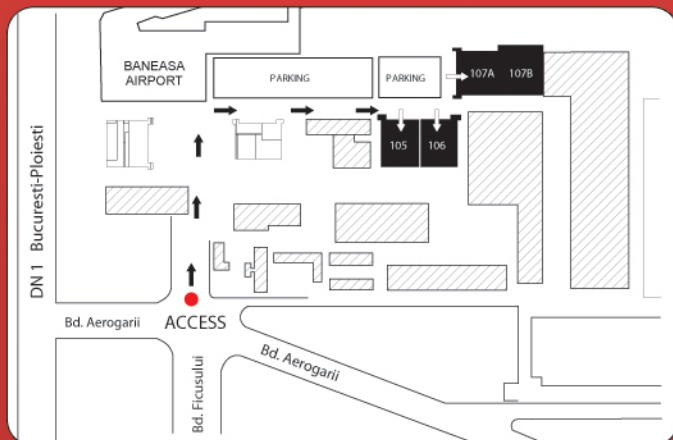 BANEASA
AIRPORT
PARKING
PARKING
107A
107B
105
106
DN 1 Bucuresti-Ploiesti
Bd. Aerogarii
ACCESS
Bd. Aerogarii
Bd. Ficusului